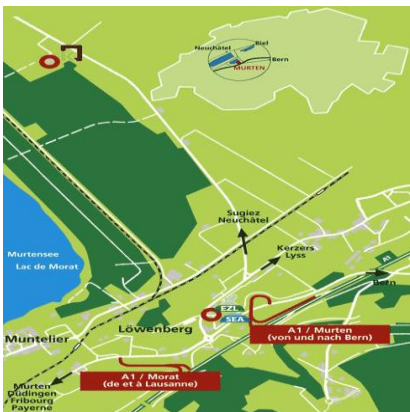 Neuchâtel
Biel
Bern
MURTEN
Sugiez
Neuchâtel
Kerzers
Lyss
Murtensee
Lac de Morat
A1
Bern
EZL
SEA
Löwenberg
Muntelier
A1 / Murten
(von und nach Bern)
A1 / Morat
(de et à Lausanne)
Murten
Düdingen
Fribourg
Payerne